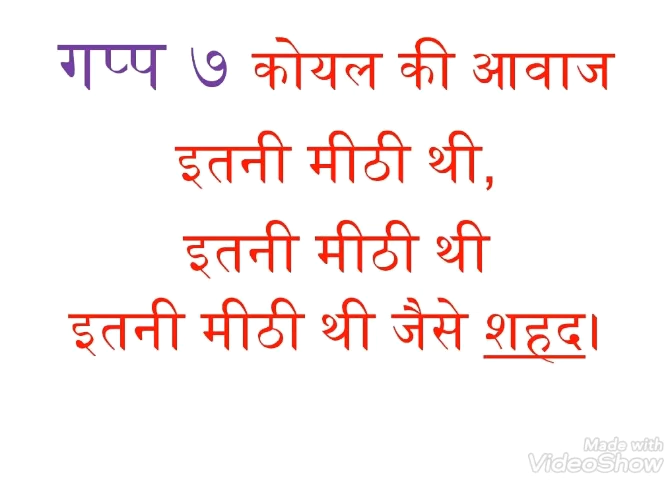 गप्प ७ कोयल की आवाज
इतनी मीठी थी,
इतनी मीठी थी
इतनी मीठी थी जैसे शहद।
Made with
VideoShow